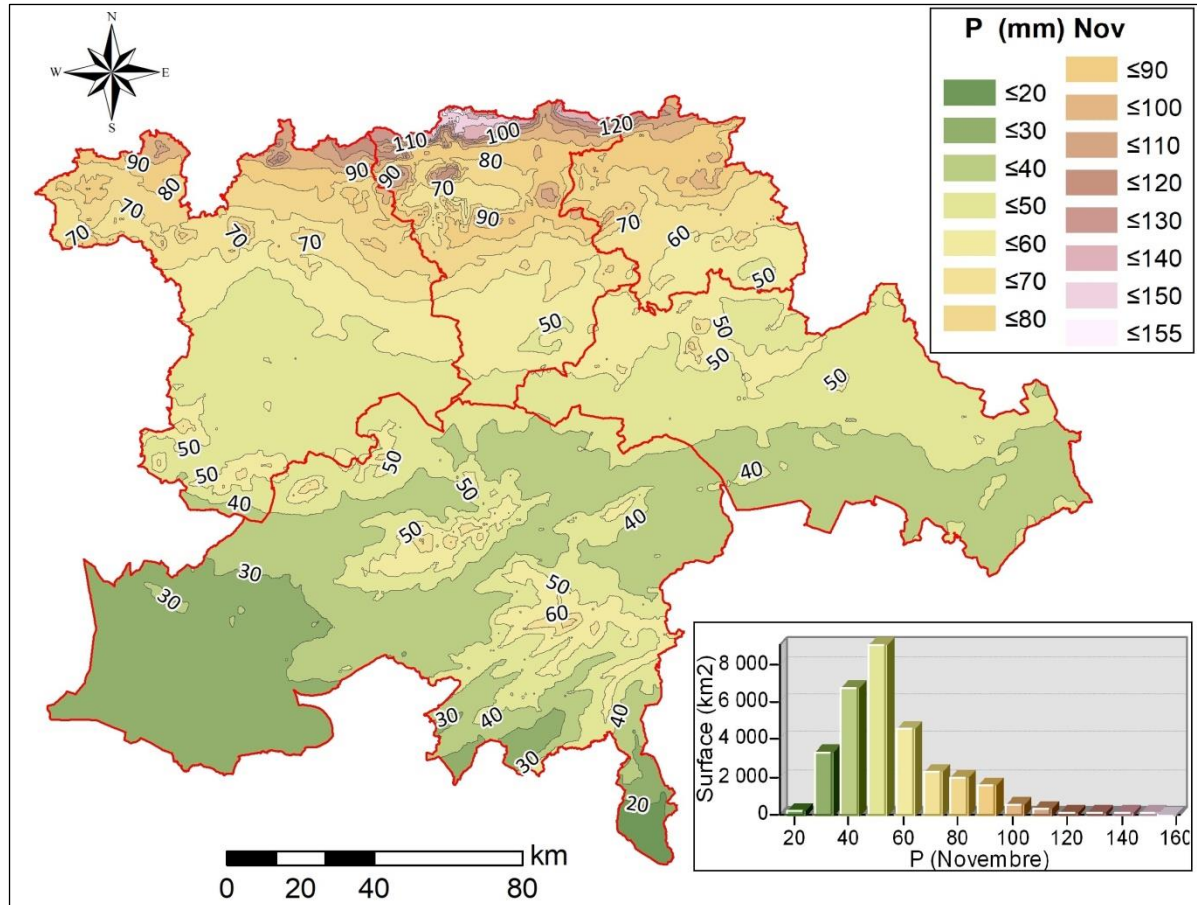 N
W E
S
P (mm) Nov
≤20
≤30
≤40
≤50
≤60
≤70
≤80
≤90
≤100
≤110
≤120
≤130
≤140
≤150
≤155
110 100 120
90 90 90 80
80 70 70
70 90 70 60
70 70 70
50
50
50
50
50
50 50
50 50
40 40
50 40
30
30 50
60
30 40 40
30
20
km
0 20 40 80
Surface (km2)
8 000
6 000
4 000
2 000
0
20 40 60 80 100 120 140 160
P (Novembre)